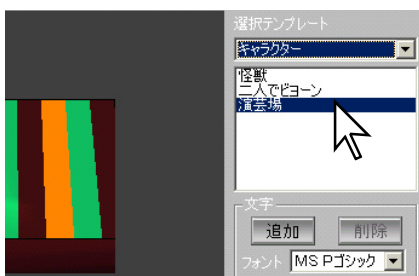 選択テンプレート
キャラクター
怪獣
二人でビヨーン
演芸場
文字
追加 削除
フォント MS Pゴシック